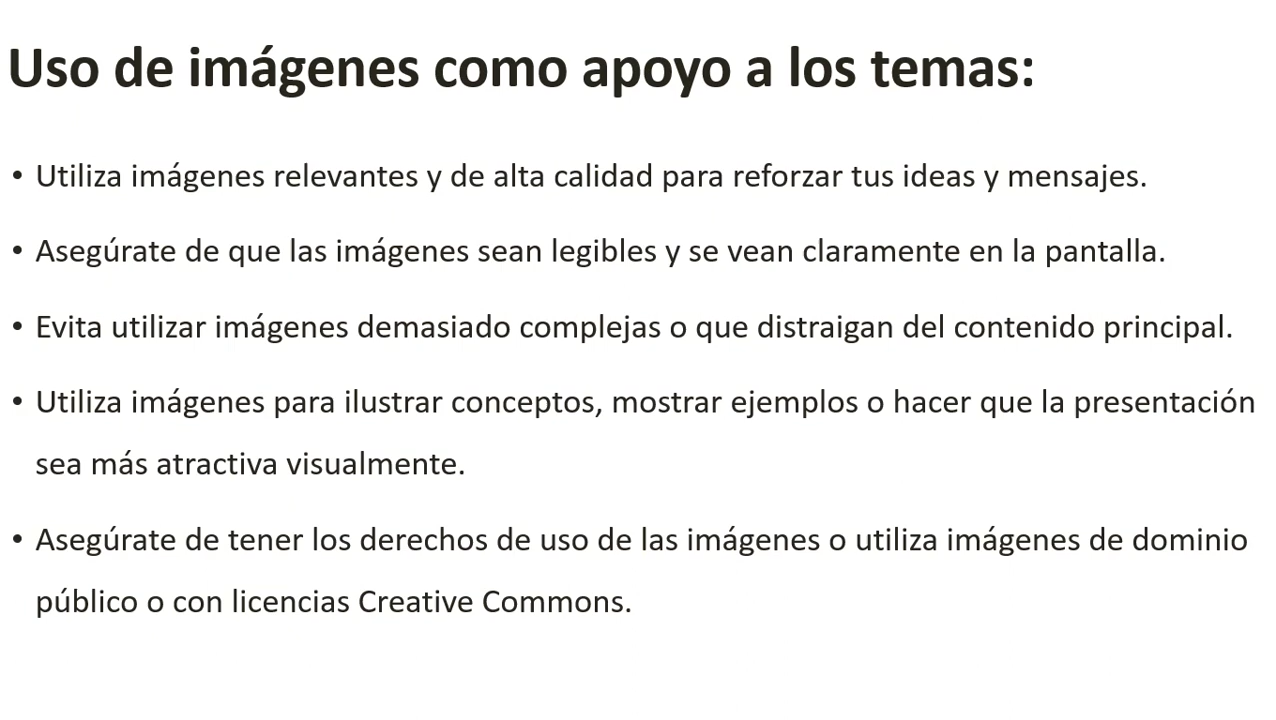 Uso de imágenes como apoyo a los temas:
• Utiliza imágenes relevantes y de alta calidad para reforzar tus ideas y mensajes.
• Asegúrate de que las imágenes sean legibles y se vean claramente en la pantalla.
• Evita utilizar imágenes demasiado complejas o que distraigan del contenido principal.
• Utiliza imágenes para ilustrar conceptos, mostrar ejemplos o hacer que la presentación
sea más atractiva visualmente.
• Asegúrate de tener los derechos de uso de las imágenes o utiliza imágenes de dominio
público o con licencias Creative Commons.